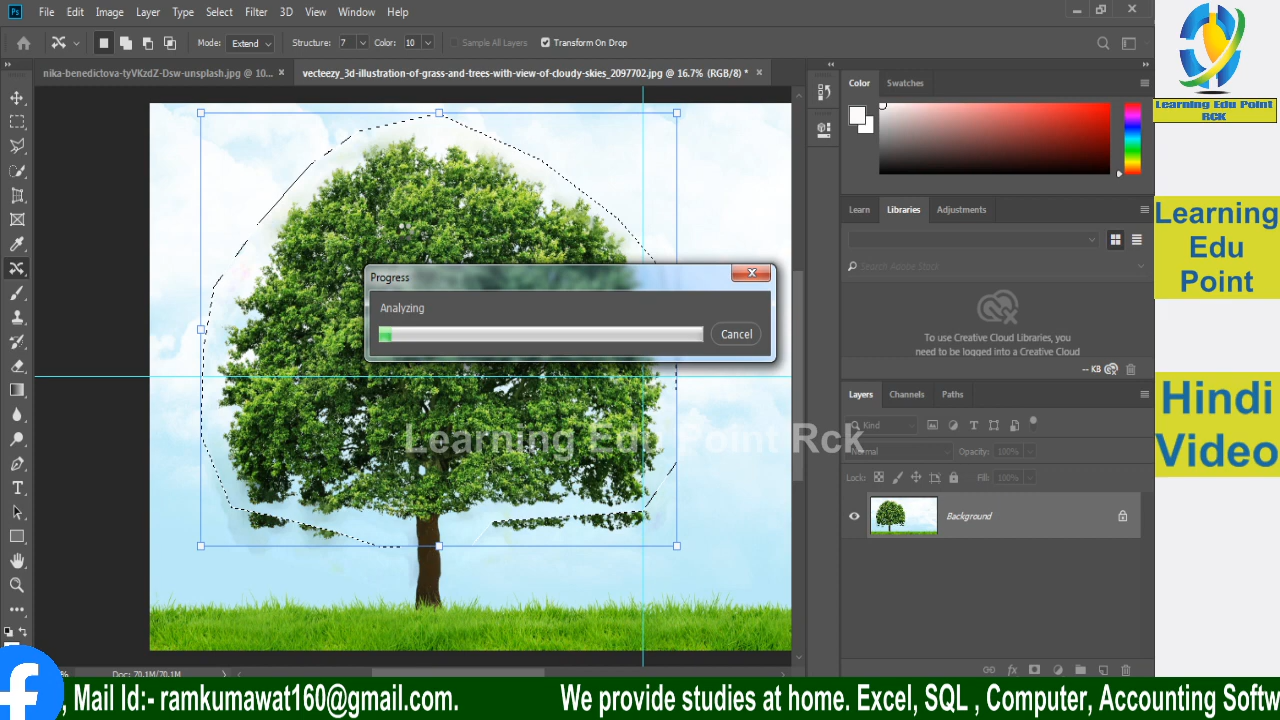 Ps File Edit Image Layer Type Select Filter 3D View Window Help
Mode: Extend Structure: 7 Color: 10 Sample All Layers Transform On Drop
nika-benedictova-tyVKzdZ-Dsw-unsplash.jpg @ 10...
vecteezy_3d-illustration-of-grass-and-trees-with-view-of-cloudy-skies_2097702.jpg @ 16.7% (RGB/8) *
Color Swatches
Learn Libraries Adjustments
Search Adobe Stock
To use Creative Cloud Libraries, you
need to be logged into a Creative Cloud
-- KB
Layers Channels Paths
Kind
Normal Opacity: 100%
Lock: Fill: 100%
Background
Progress
Analyzing
Cancel
Learning Edu Point Rck
Doc: 70.1M/70.1M
Learning Edu Point
RCK
Learning
Edu
Point
Hindi
Video
, Mail Id:- ramkumawat160@gmail.com. We provide studies at home. Excel, SQL , Computer, Accounting Softw